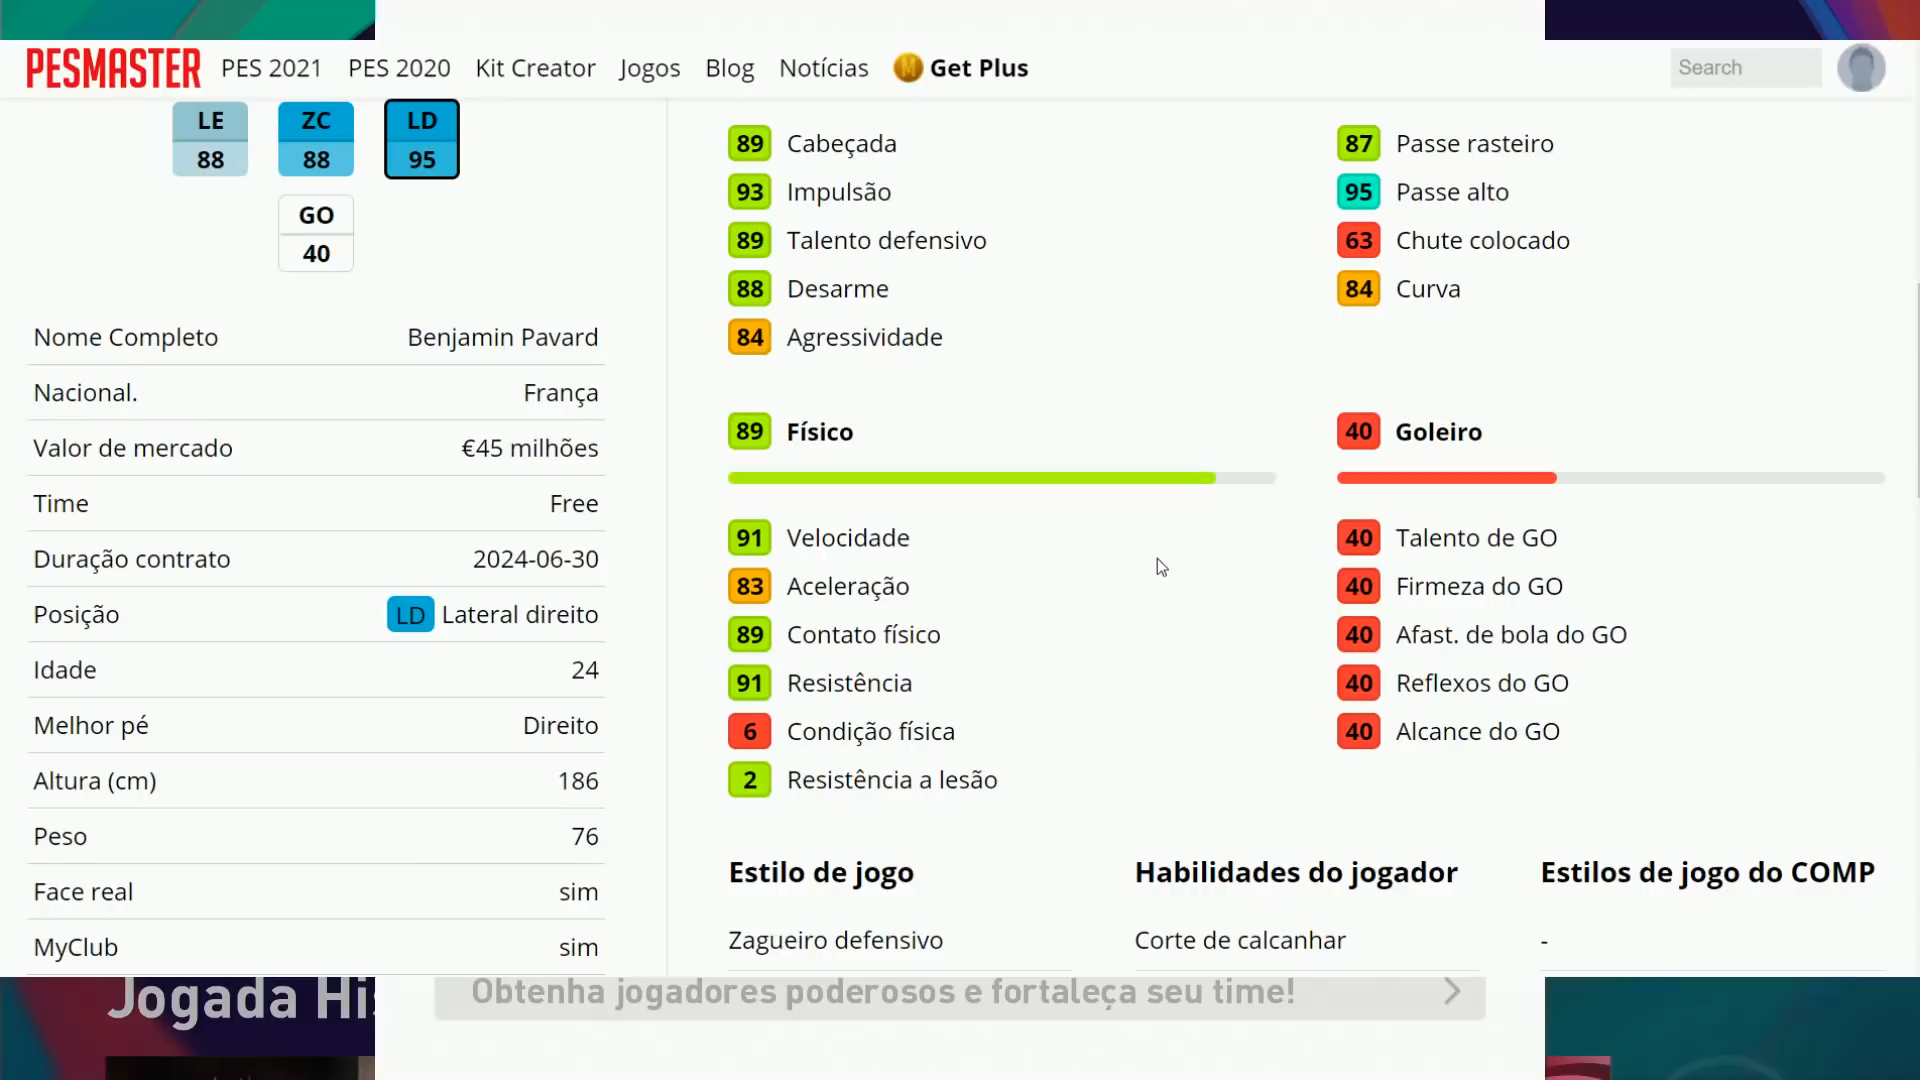 PESMASTER PES 2021 PES 2020 Kit Creator Jogos Blog Notícias Get Plus Search
LE ZC LD
88 88 95
GO
40
Nome Completo Benjamin Pavard
Nacional. França
Valor de mercado €45 milhões
Time Free
Duração contrato 2024-06-30
Posição LD Lateral direito
Idade 24
Melhor pé Direito
Altura (cm) 186
Peso 76
Face real sim
MyClub sim
89 Cabeçada
93 Impulsão
89 Talento defensivo
88 Desarme
84 Agressividade
87 Passe rasteiro
95 Passe alto
63 Chute colocado
84 Curva
89 Físico
91 Velocidade
83 Aceleração
89 Contato físico
91 Resistência
6 Condição física
2 Resistência a lesão
40 Goleiro
40 Talento de GO
40 Firmeza do GO
40 Afast. de bola do GO
40 Reflexos do GO
40 Alcance do GO
Estilo de jogo
Zagueiro defensivo
Habilidades do jogador
Corte de calcanhar
Estilos de jogo do COMP
-
Jogada His
Obtenha jogadores poderosos e fortaleça seu time!